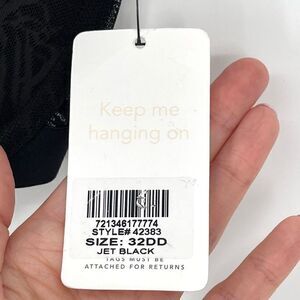 Keep me
hanging on
721346177774
STYLE# 42383
SIZE: 32DD
JET BLACK
TAGS MUST BE
ATTACHED FOR RETURNS